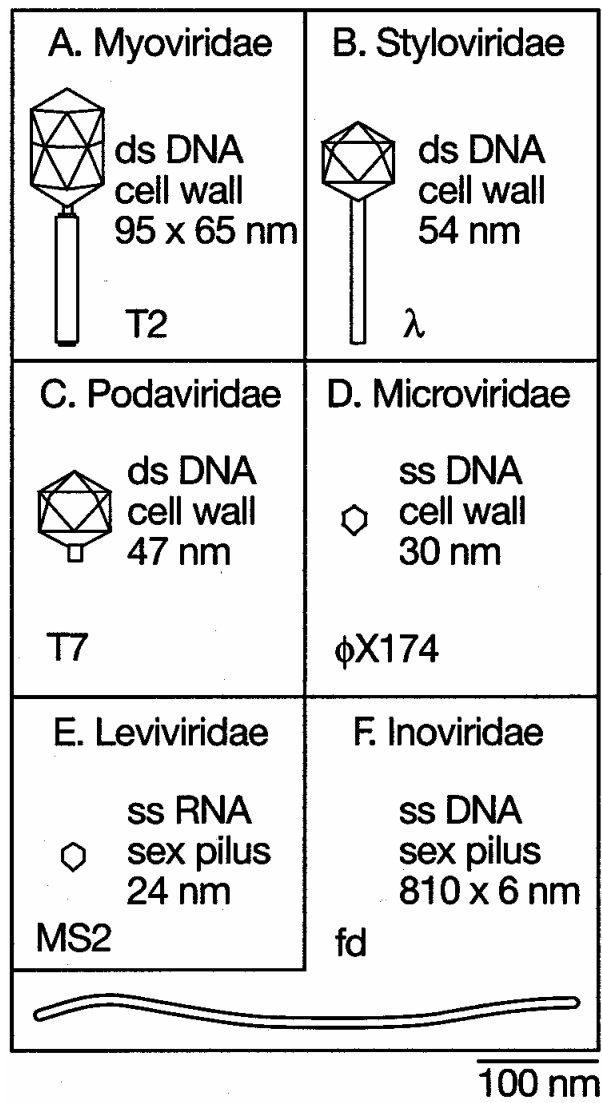 A. Myoviridae
ds DNA
cell wall
95 x 65 nm
T2
B. Styloviridae
ds DNA
cell wall
54 nm
λ
C. Podaviridae
ds DNA
cell wall
47 nm
T7
D. Microviridae
ss DNA
cell wall
30 nm
ϕX174
E. Leviviridae
ss RNA
sex pilus
24 nm
MS2
F. Inoviridae
ss DNA
sex pilus
810 x 6 nm
fd
100 nm